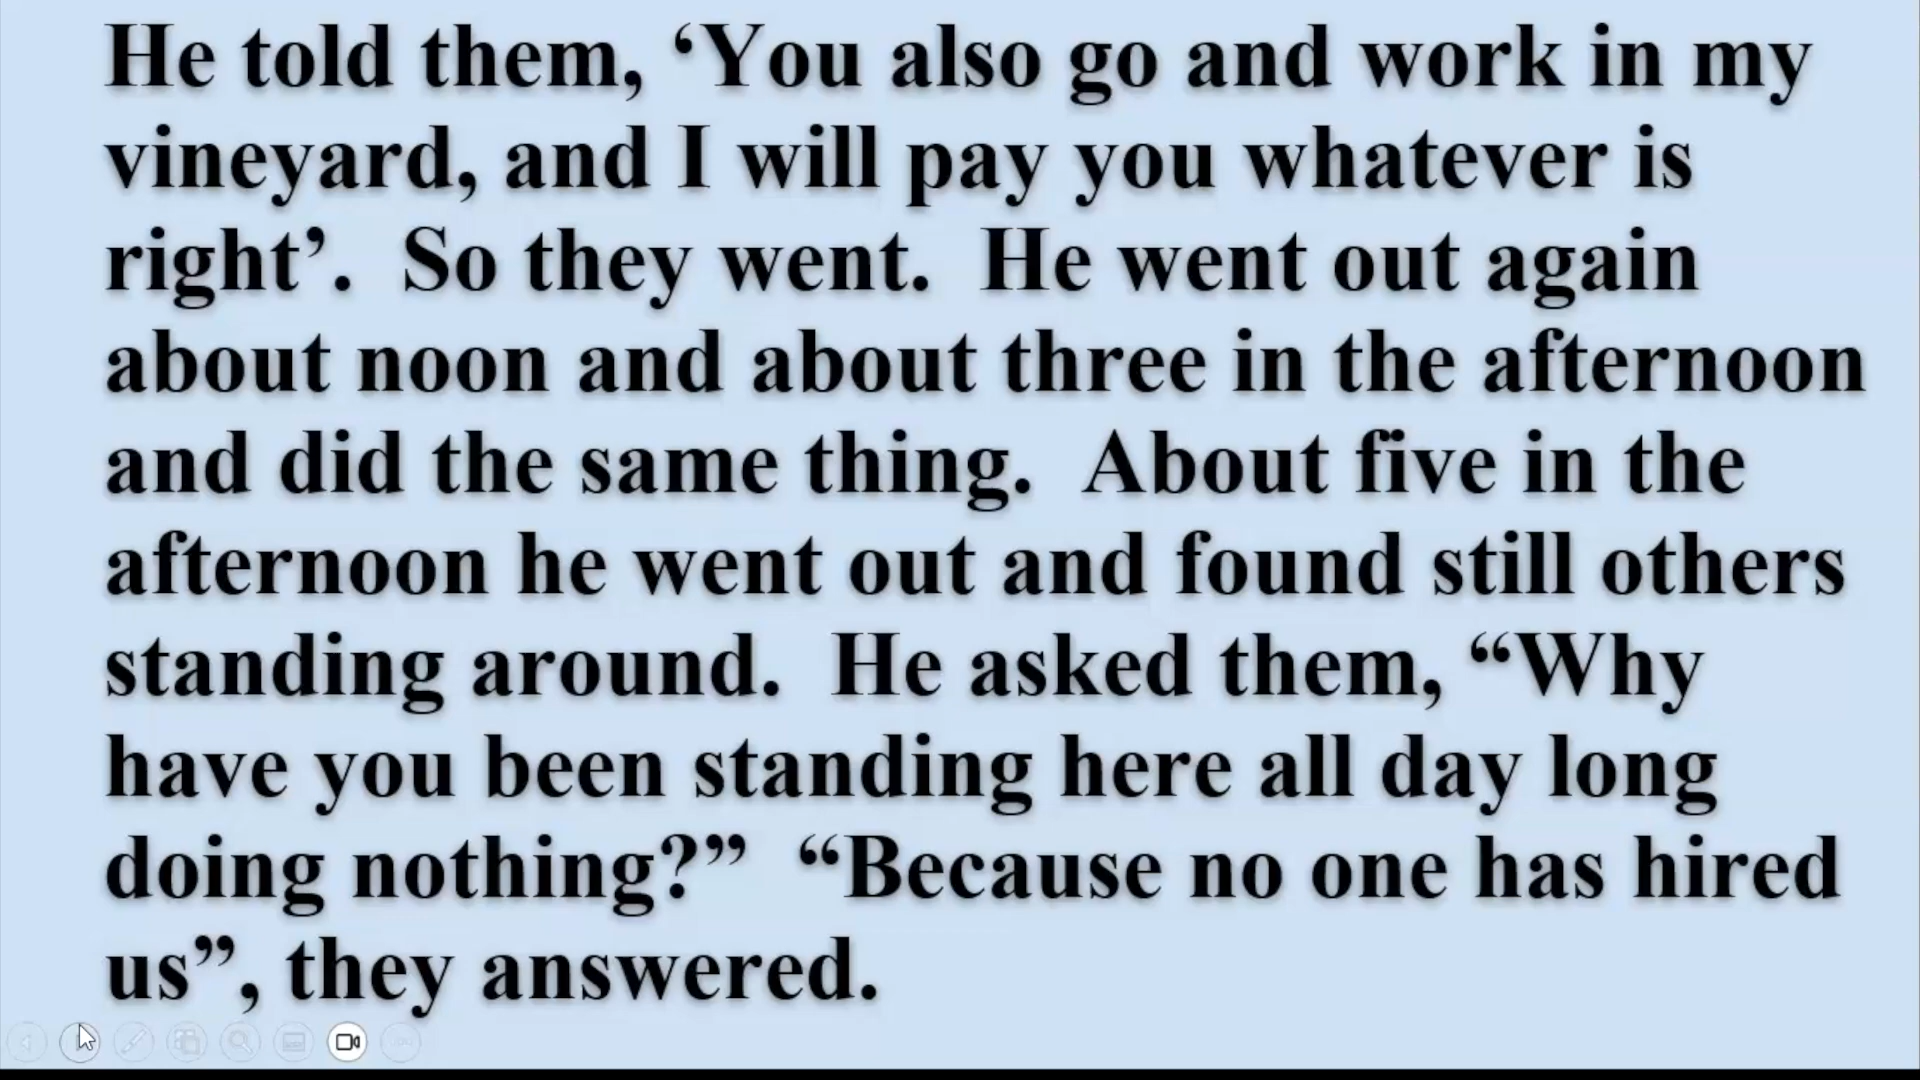 He told them, ‘You also go and work in my
vineyard, and I will pay you whatever is
right’.  So they went.  He went out again
about noon and about three in the afternoon
and did the same thing.  About five in the
afternoon he went out and found still others
standing around.  He asked them, “Why
have you been standing here all day long
doing nothing?”  “Because no one has hired
us”, they answered.